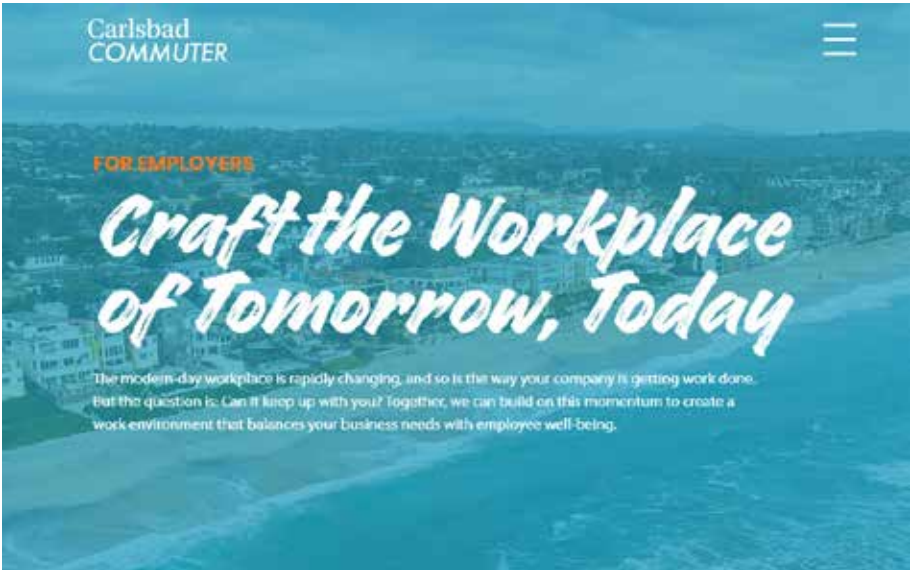 Carlsbad
COMMUTER
FOR EMPLOYERS
Craft the Workplace
of Tomorrow, Today
The modern-day workplace is rapidly changing, and so is the way your company is getting work done.
But the question is: Can it keep up with you? Together, we can build on this momentum to create a
work environment that balances your business needs with employee well-being.